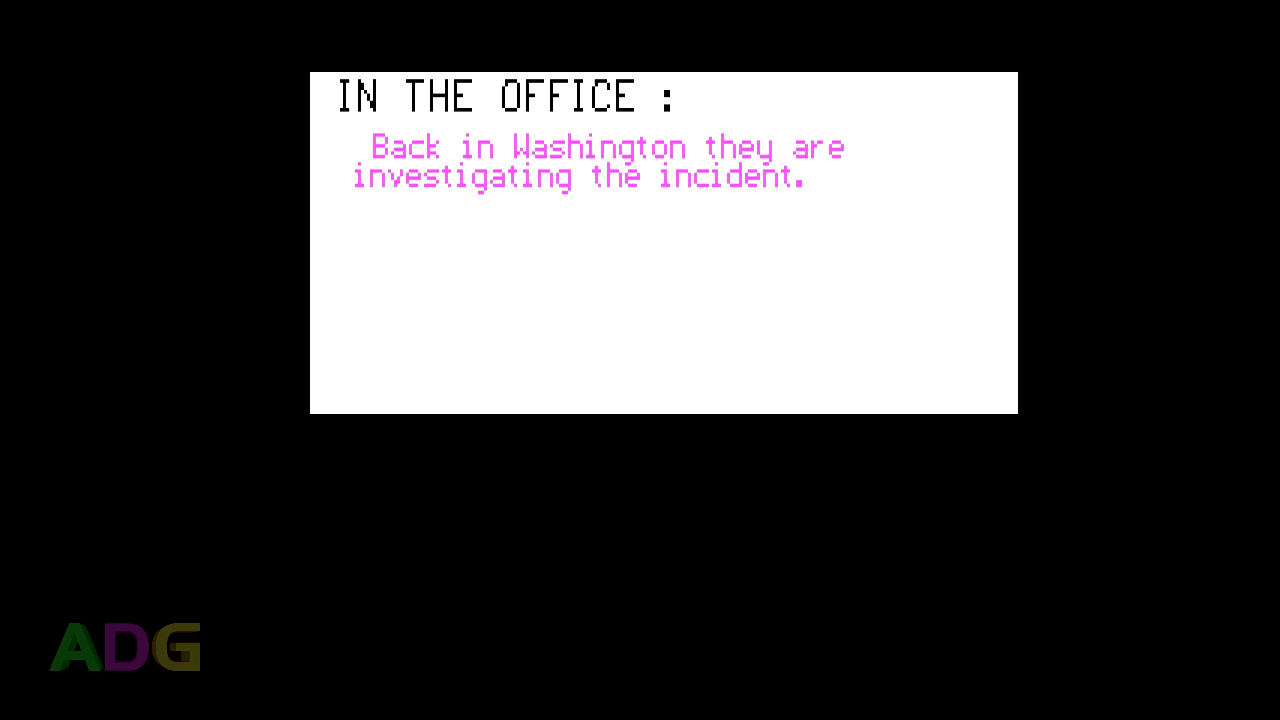 IN THE OFFICE :
Back in Washington they are
investigating the incident.
ADG